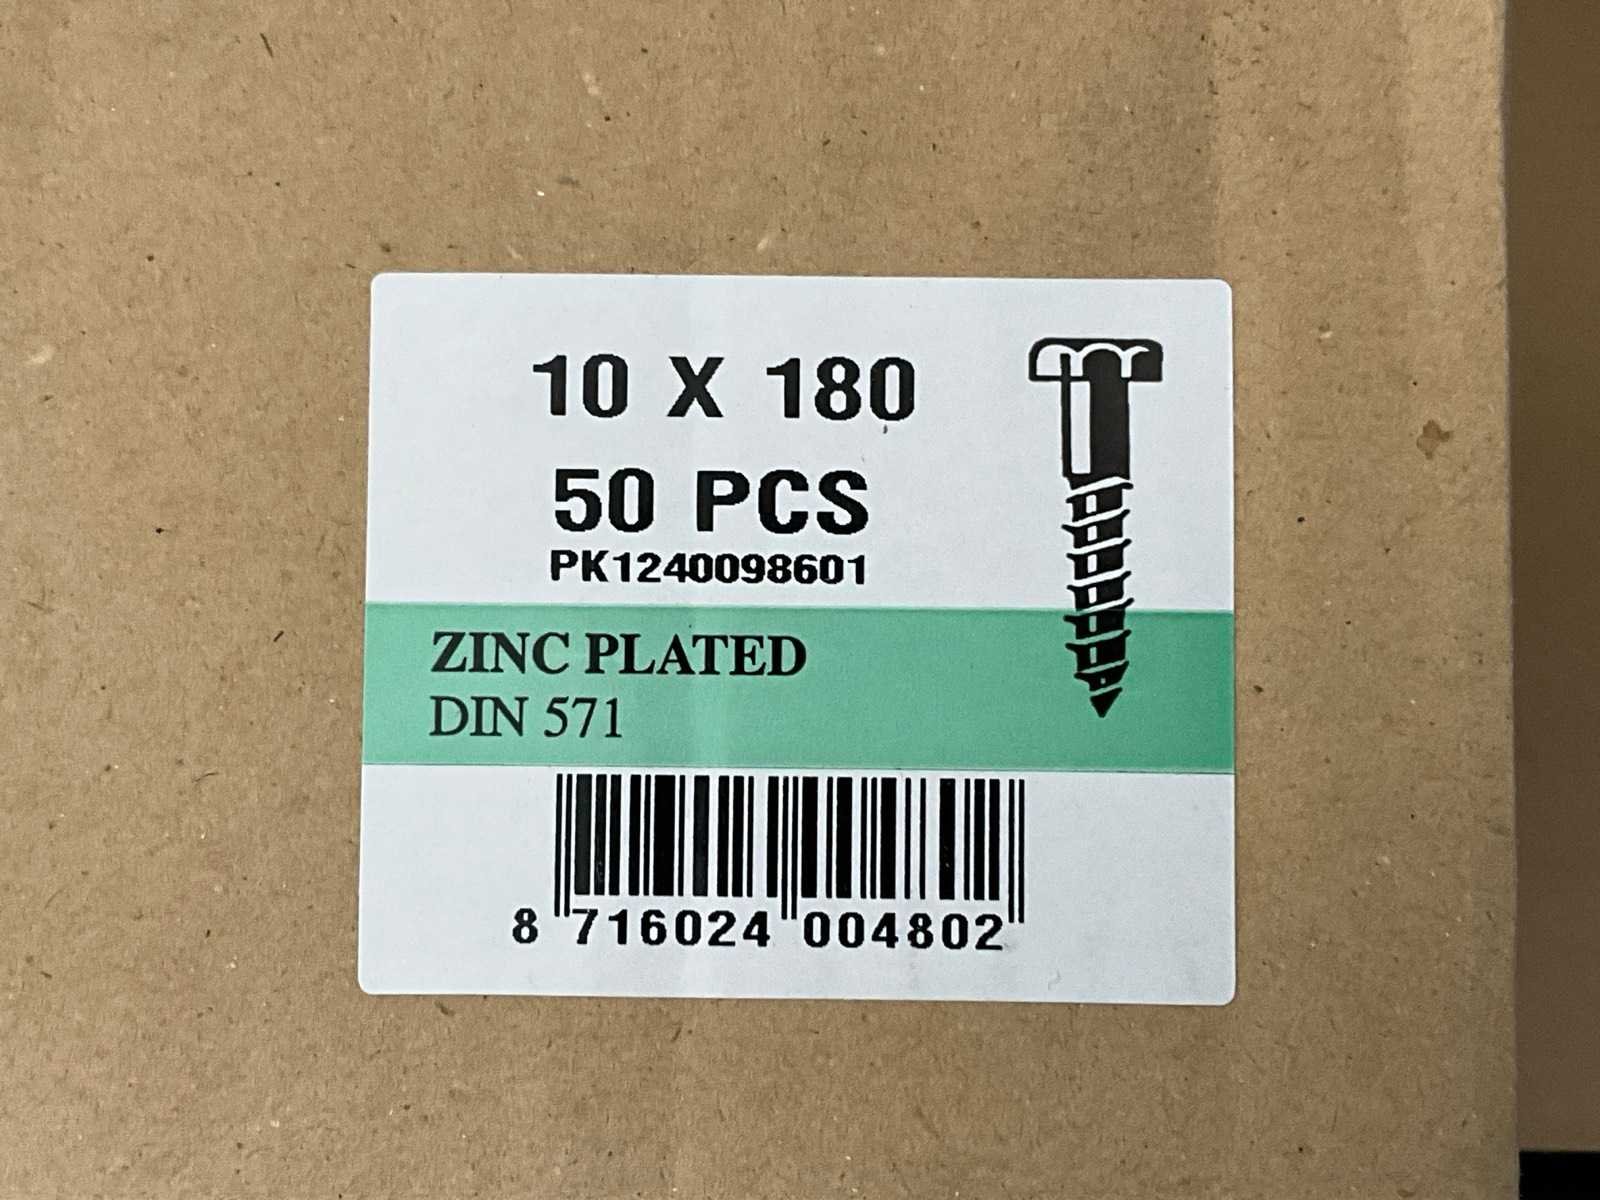 10 X 180
50 PCS
PK1240098601
ZINC PLATED
DIN 571
8 716024 004802